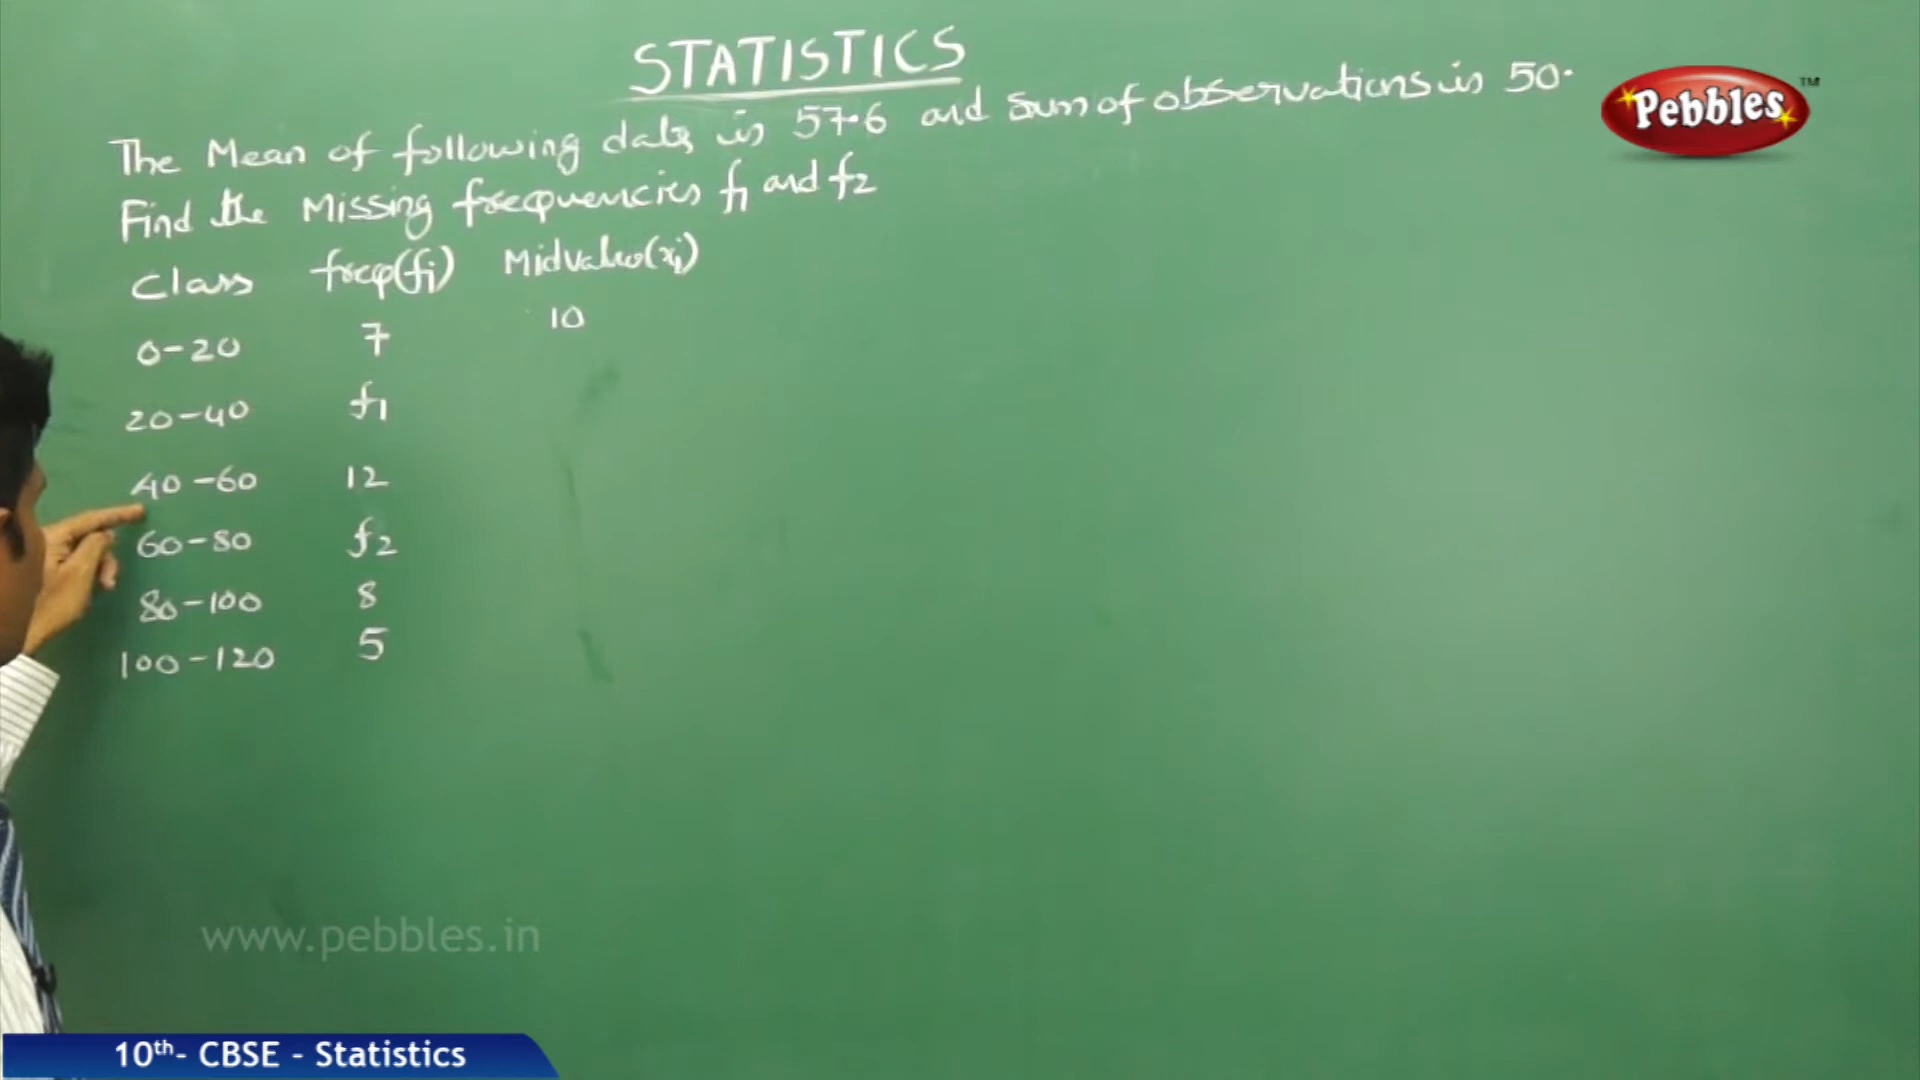 STATISTICS
The Mean of following data is 57.6 and sum of observations is 50.
Find the Missing frequencies f1 and f2
Class freq(fi) Midvalue(xi)
0-20 7 10
20-40 f1
40-60 12
60-80 f2
80-100 8
100-120 5
Pebbles TM
www.pebbles.in
10th- CBSE - Statistics